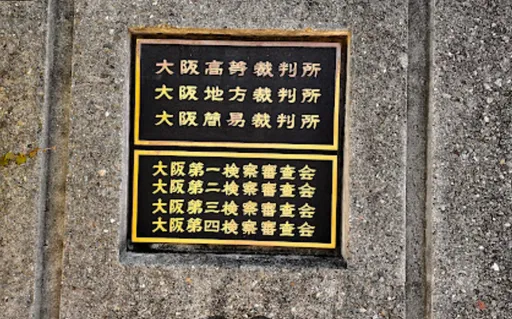 大阪高等裁判所
大阪地方裁判所
大阪簡易裁判所
大阪第一検察審査会
大阪第二検察審査会
大阪第三検察審査会
大阪第四検察審査会